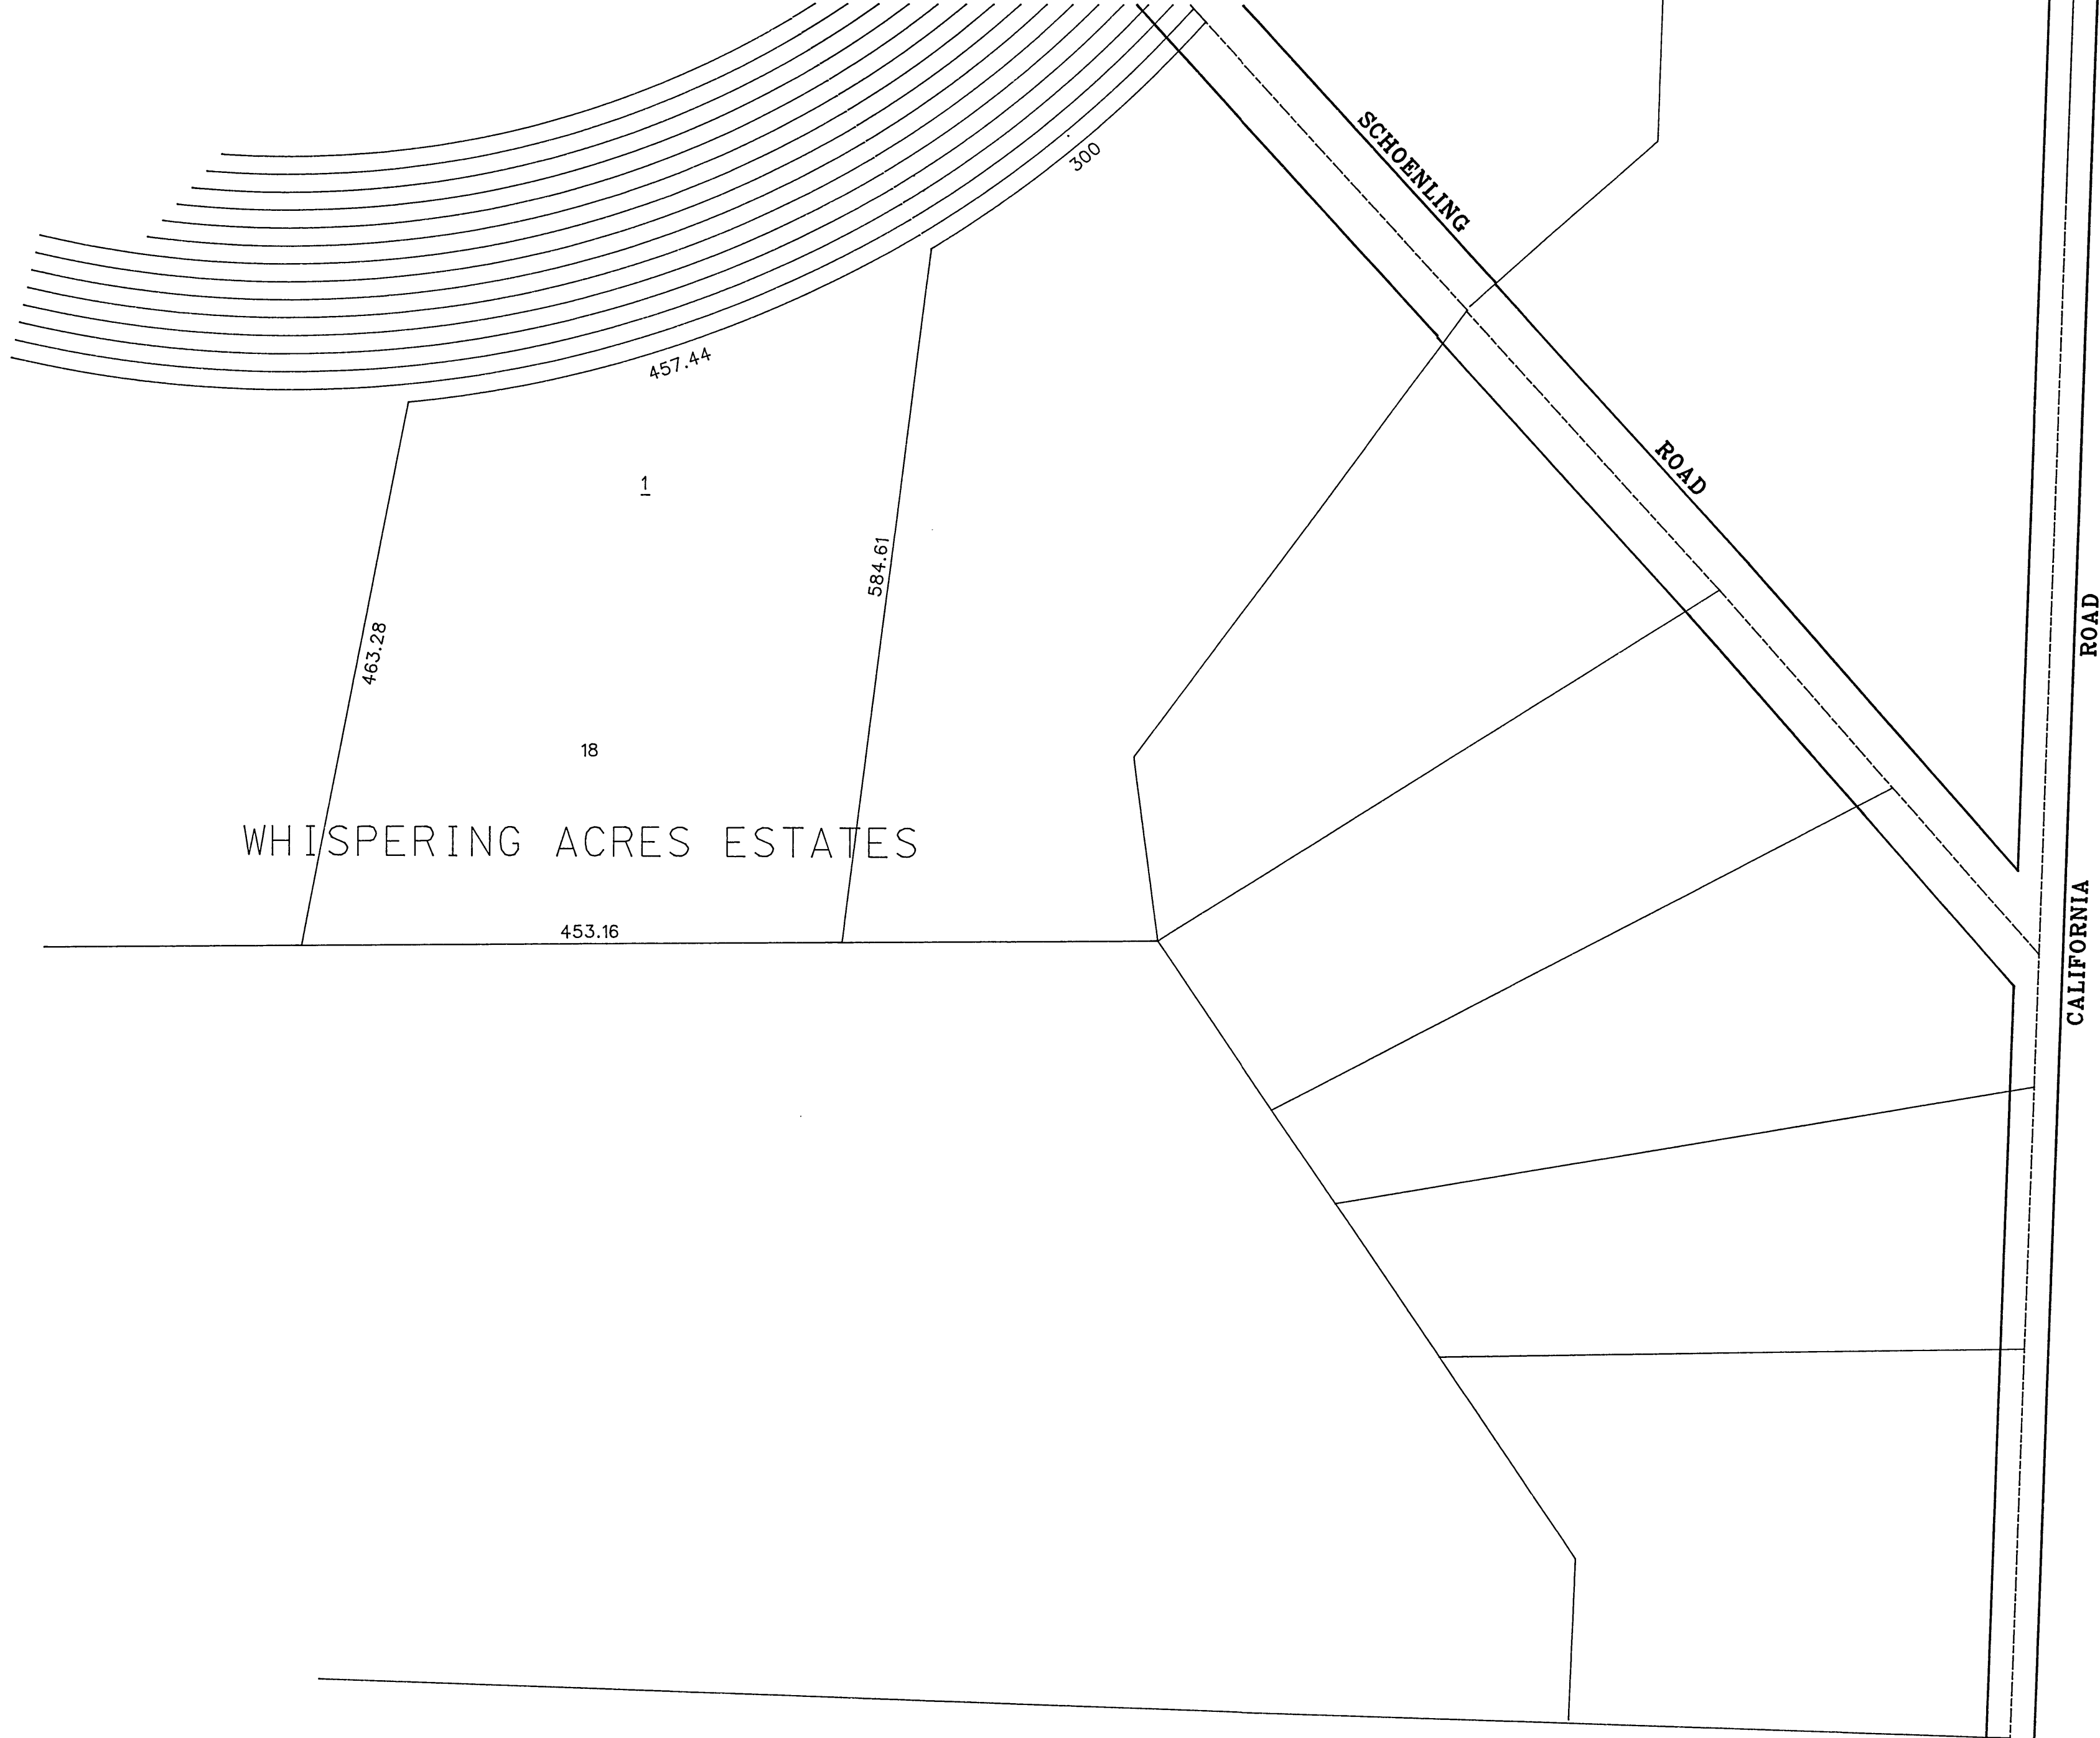 SCHOENLING
300
457.44
1
ROAD
584.61
463.28
ROAD
18
WHISPERING ACRES ESTATES
453.16
CALIFORNIA